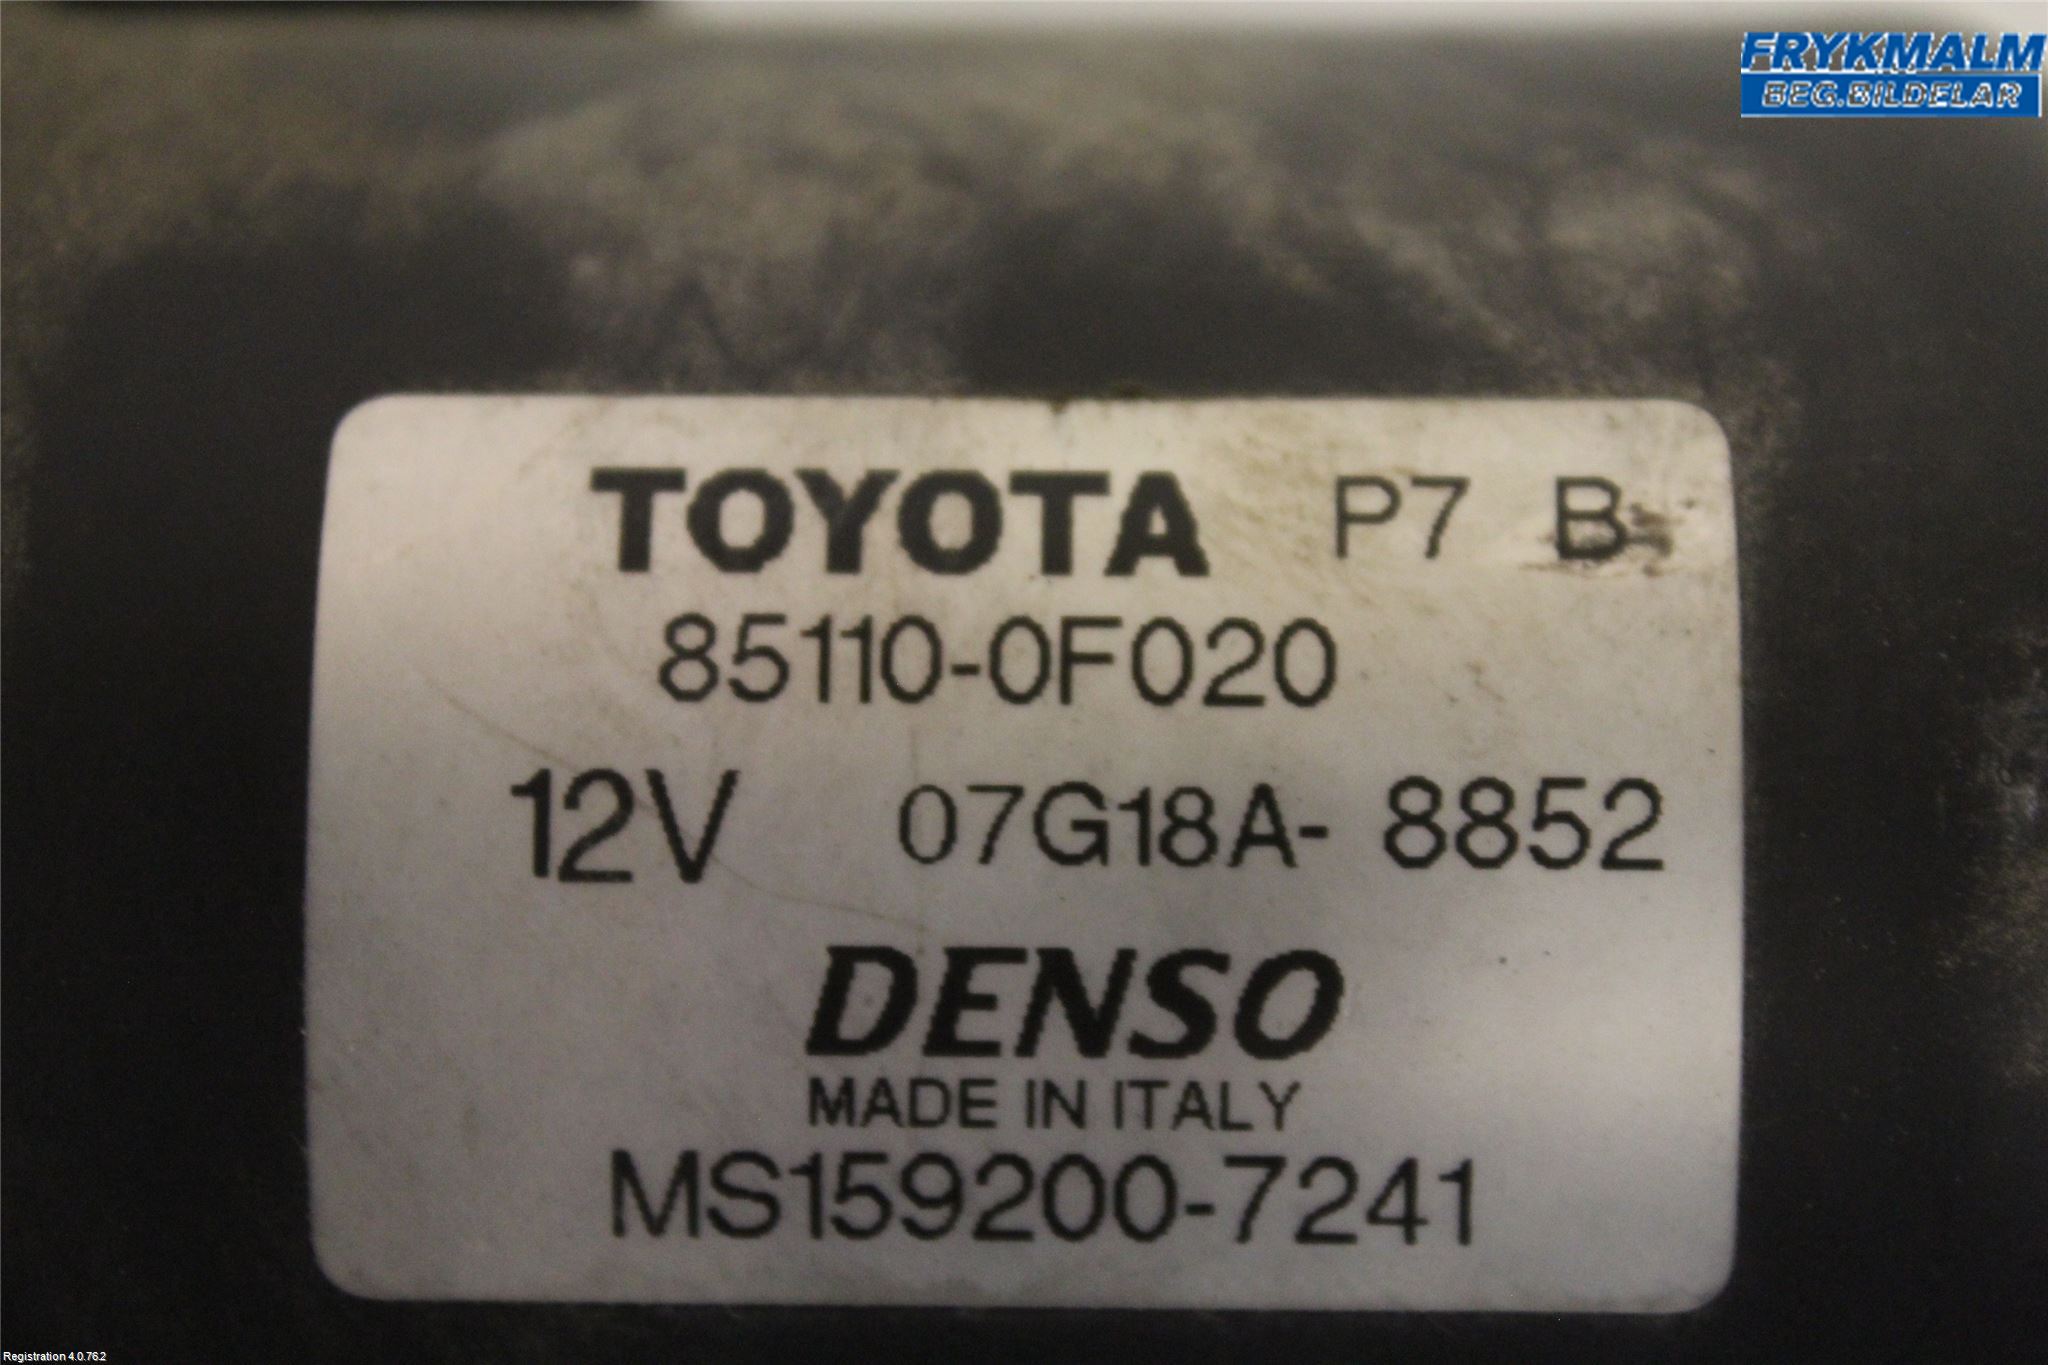 FRYKMALM
BEG.BILDELAR
TOYOTA P7 B
85110-0F020
12V 07G18A- 8852
DENSO
MADE IN ITALY
MS159200-7241
Registration 4.0.76.2